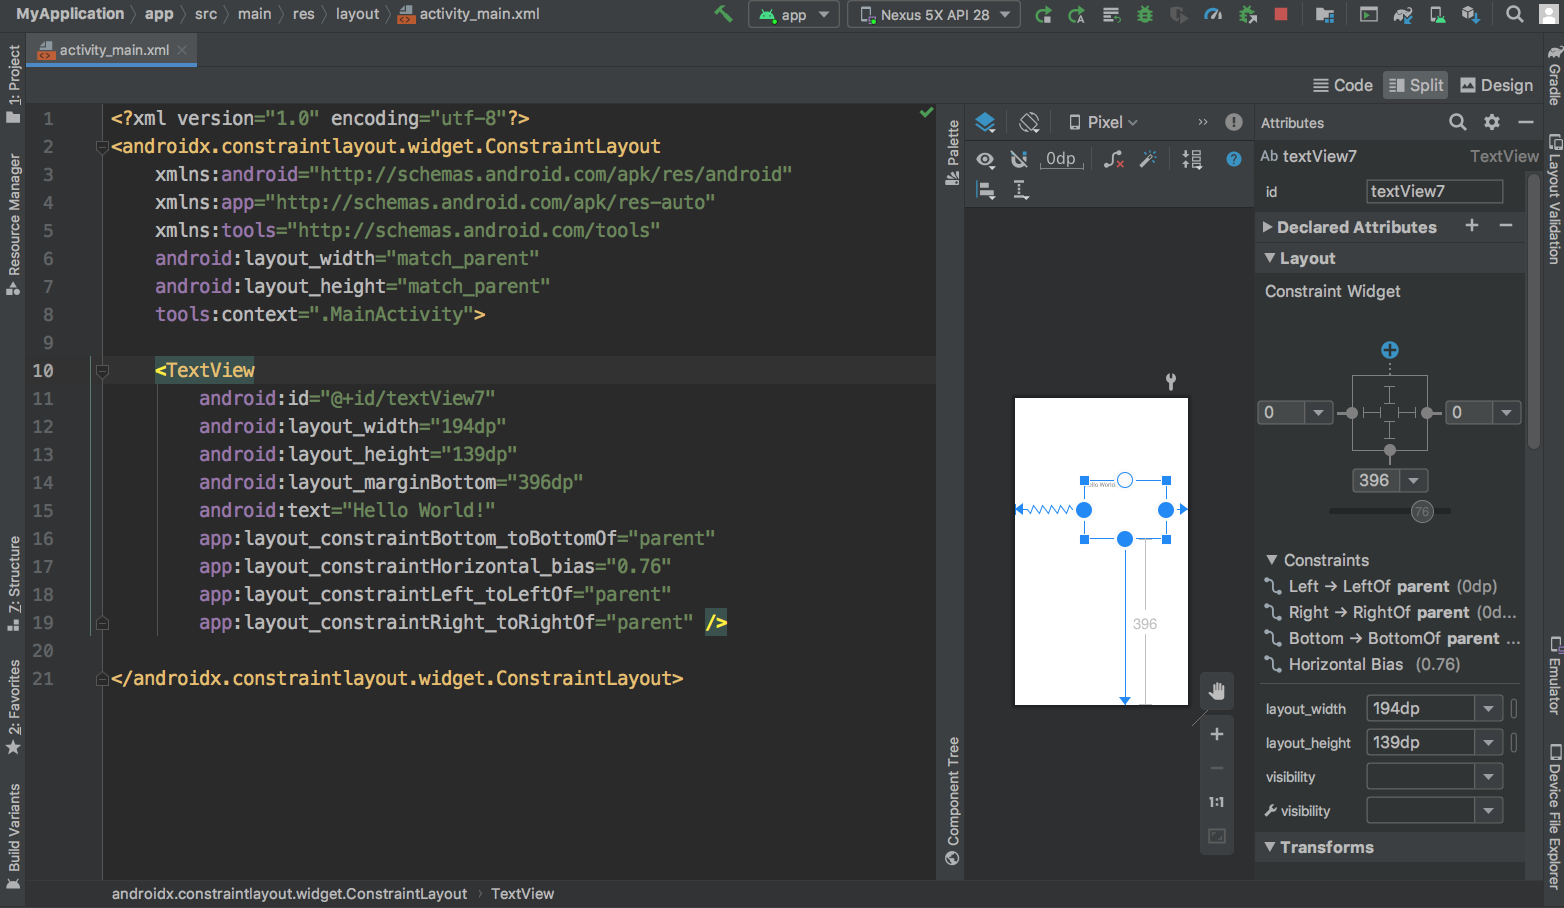 MyApplication app src main res layout activity_main.xml app Nexus 5X API 28
activity_main.xml
Code Split Design
1: Project
Resource Manager
Z: Structure
2: Favorites
Build Variants
1 <?xml version="1.0" encoding="utf-8"?>
2 <androidx.constraintlayout.widget.ConstraintLayout
3 xmlns:android="http://schemas.android.com/apk/res/android"
4 xmlns:app="http://schemas.android.com/apk/res-auto"
5 xmlns:tools="http://schemas.android.com/tools"
6 android:layout_width="match_parent"
7 android:layout_height="match_parent"
8 tools:context=".MainActivity">
9
10 <TextView
11 android:id="@+id/textView7"
12 android:layout_width="194dp"
13 android:layout_height="139dp"
14 android:layout_marginBottom="396dp"
15 android:text="Hello World!"
16 app:layout_constraintBottom_toBottomOf="parent"
17 app:layout_constraintHorizontal_bias="0.76"
18 app:layout_constraintLeft_toLeftOf="parent"
19 app:layout_constraintRight_toRightOf="parent" />
20
21 </androidx.constraintlayout.widget.ConstraintLayout>
androidx.constraintlayout.widget.ConstraintLayout › TextView
Palette
Component Tree
Pixel »
0dp
396
1:1
Attributes
Ab textView7 TextView
id textView7
Declared Attributes
Layout
Constraint Widget
0 0
396
76
Constraints
Left → LeftOf parent (0dp)
Right → RightOf parent (0d...
Bottom → BottomOf parent ...
Horizontal Bias (0.76)
layout_width 194dp
layout_height 139dp
visibility
visibility
Transforms
Gradle
Layout Validation
Emulator
Device File Explorer